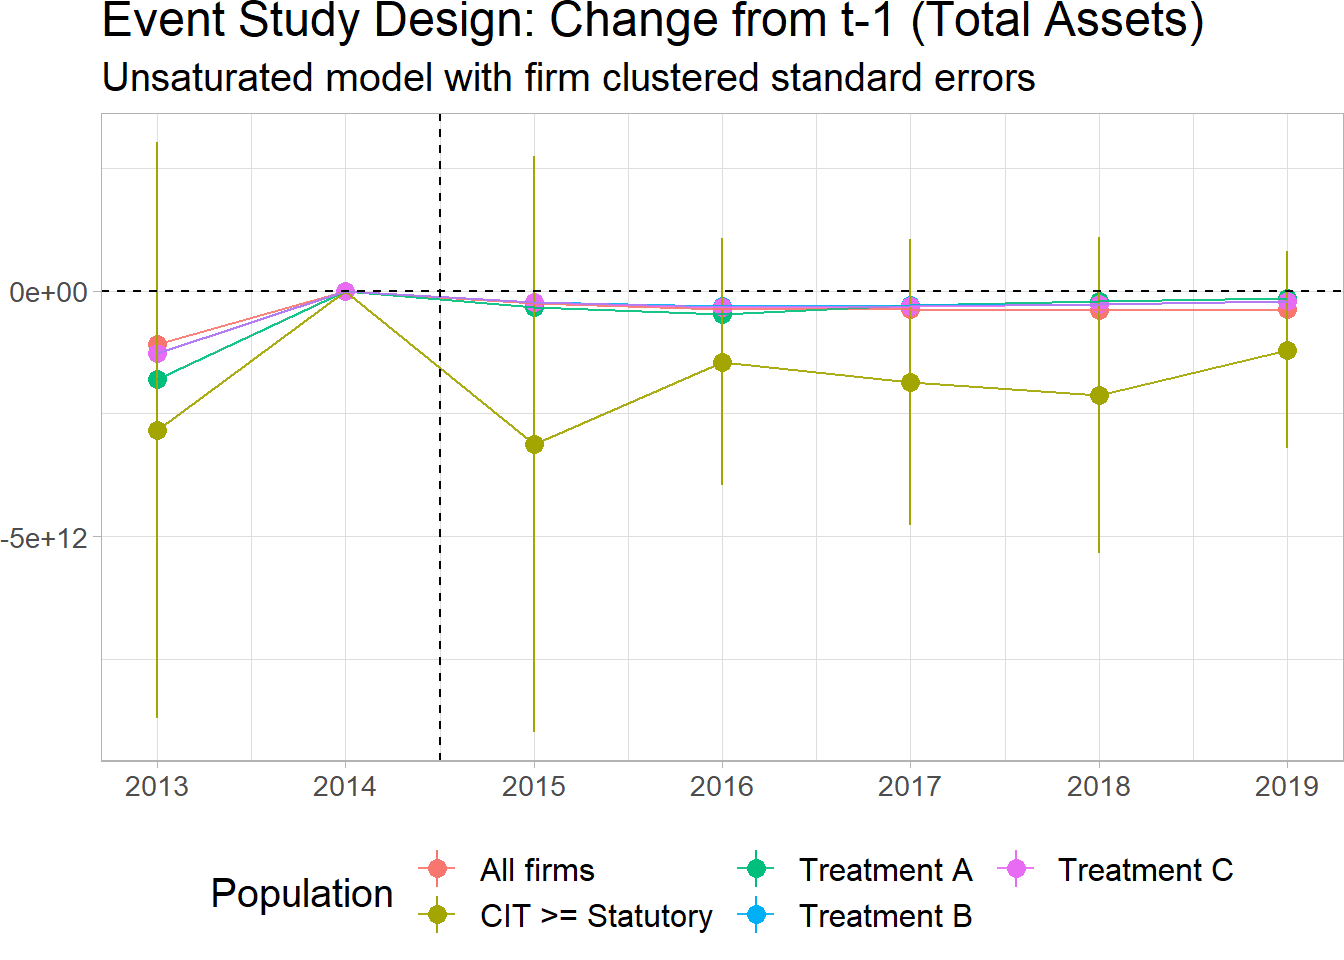 Event Study Design: Change from t-1 (Total Assets)
Unsaturated model with firm clustered standard errors
0e+00
-5e+12
2013 2014 2015 2016 2017 2018 2019
Population
All firms
CIT >= Statutory
Treatment A
Treatment B
Treatment C